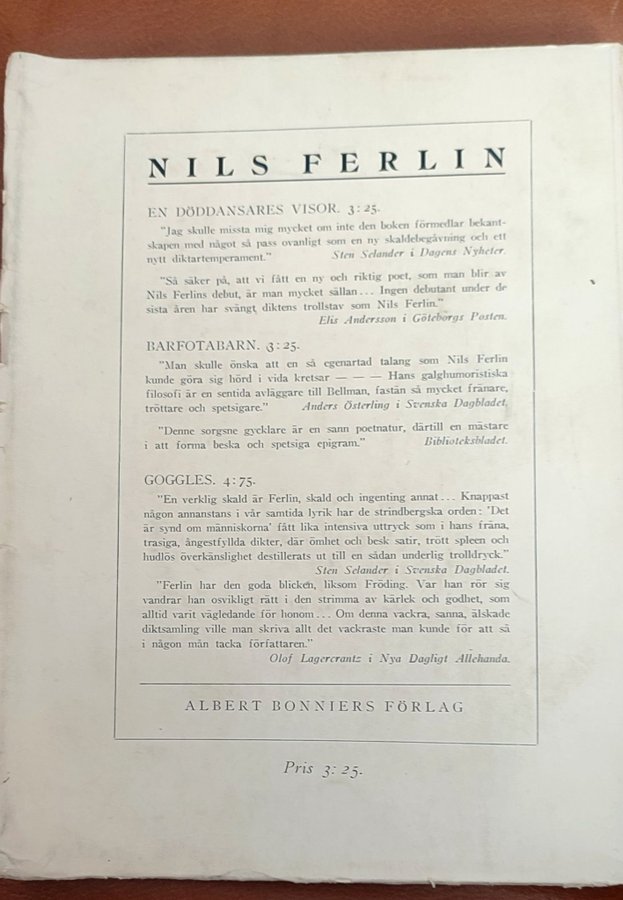 NILS FERLIN
EN DÖDDANSARES VISOR. 3:25.
"Jag skulle missta mig mycket om inte den boken förmedlar bekant-
skapen med något så pass ovanligt som en ny skaldebegåvning och ett
nytt diktartemperament." Sten Selander i Dagens Nyheter.
"Så säker på, att vi fått en ny och riktig poet, som man blir av
Nils Ferlins debut, är man mycket sällan... Ingen debutant under de
sista åren har svängt diktens trollstav som Nils Ferlin."
Elis Andersson i Göteborgs Posten.
BARFOTABARN. 3:25.
"Man skulle önska att en så egenartad talang som Nils Ferlin
kunde göra sig hörd i vida kretsar — — — Hans galghumoristiska
filosofi är en sentida avläggare till Bellman, fastän så mycket fränare,
tröttare och spetsigare." Anders Österling i Svenska Dagbladet.
"Denne sorgsne gycklare är en sann poetnatur, därtill en mästare
i att forma beska och spetsiga epigram." Biblioteksbladet.
GOGGLES. 4:75.
"En verklig skald är Ferlin, skald och ingenting annat... Knappast
någon annanstans i vår samtida lyrik har de strindbergska orden: 'Det
är synd om människorna' fått lika intensiva uttryck som i hans fräna,
trasiga, ångestfyllda dikter, där ömhet och besk satir, trött spleen och
hudlös överkänslighet destillerats ut till en sådan underlig trolldryck."
Sten Selander i Svenska Dagbladet.
"Ferlin har den goda blicken, liksom Fröding. Var han rör sig
vandrar han osvikligt rätt i den strimma av kärlek och godhet, som
alltid varit vägledande för honom... Om denna vackra, sanna, älskade
diktsamling ville man skriva allt det vackraste man kunde för att så
i någon mån tacka författaren."
Olof Lagercrantz i Nya Dagligt Allehanda.
ALBERT BONNIERS FÖRLAG
Pris 3:25.